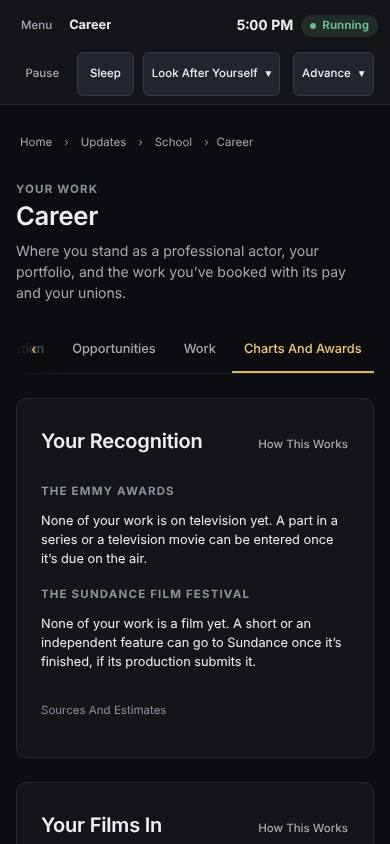 Menu Career 5:00 PM Running
Pause Sleep Look After Yourself ▾ Advance ▾
Home › Updates › School › Career
YOUR WORK
Career
Where you stand as a professional actor, your
portfolio, and the work you’ve booked with its pay
and your unions.
‹ Opportunities Work Charts And Awards
Your Recognition How This Works
THE EMMY AWARDS
None of your work is on television yet. A part in a
series or a television movie can be entered once
it’s due on the air.
THE SUNDANCE FILM FESTIVAL
None of your work is a film yet. A short or an
independent feature can go to Sundance once it’s
finished, if its production submits it.
Sources And Estimates
Your Films In How This Works